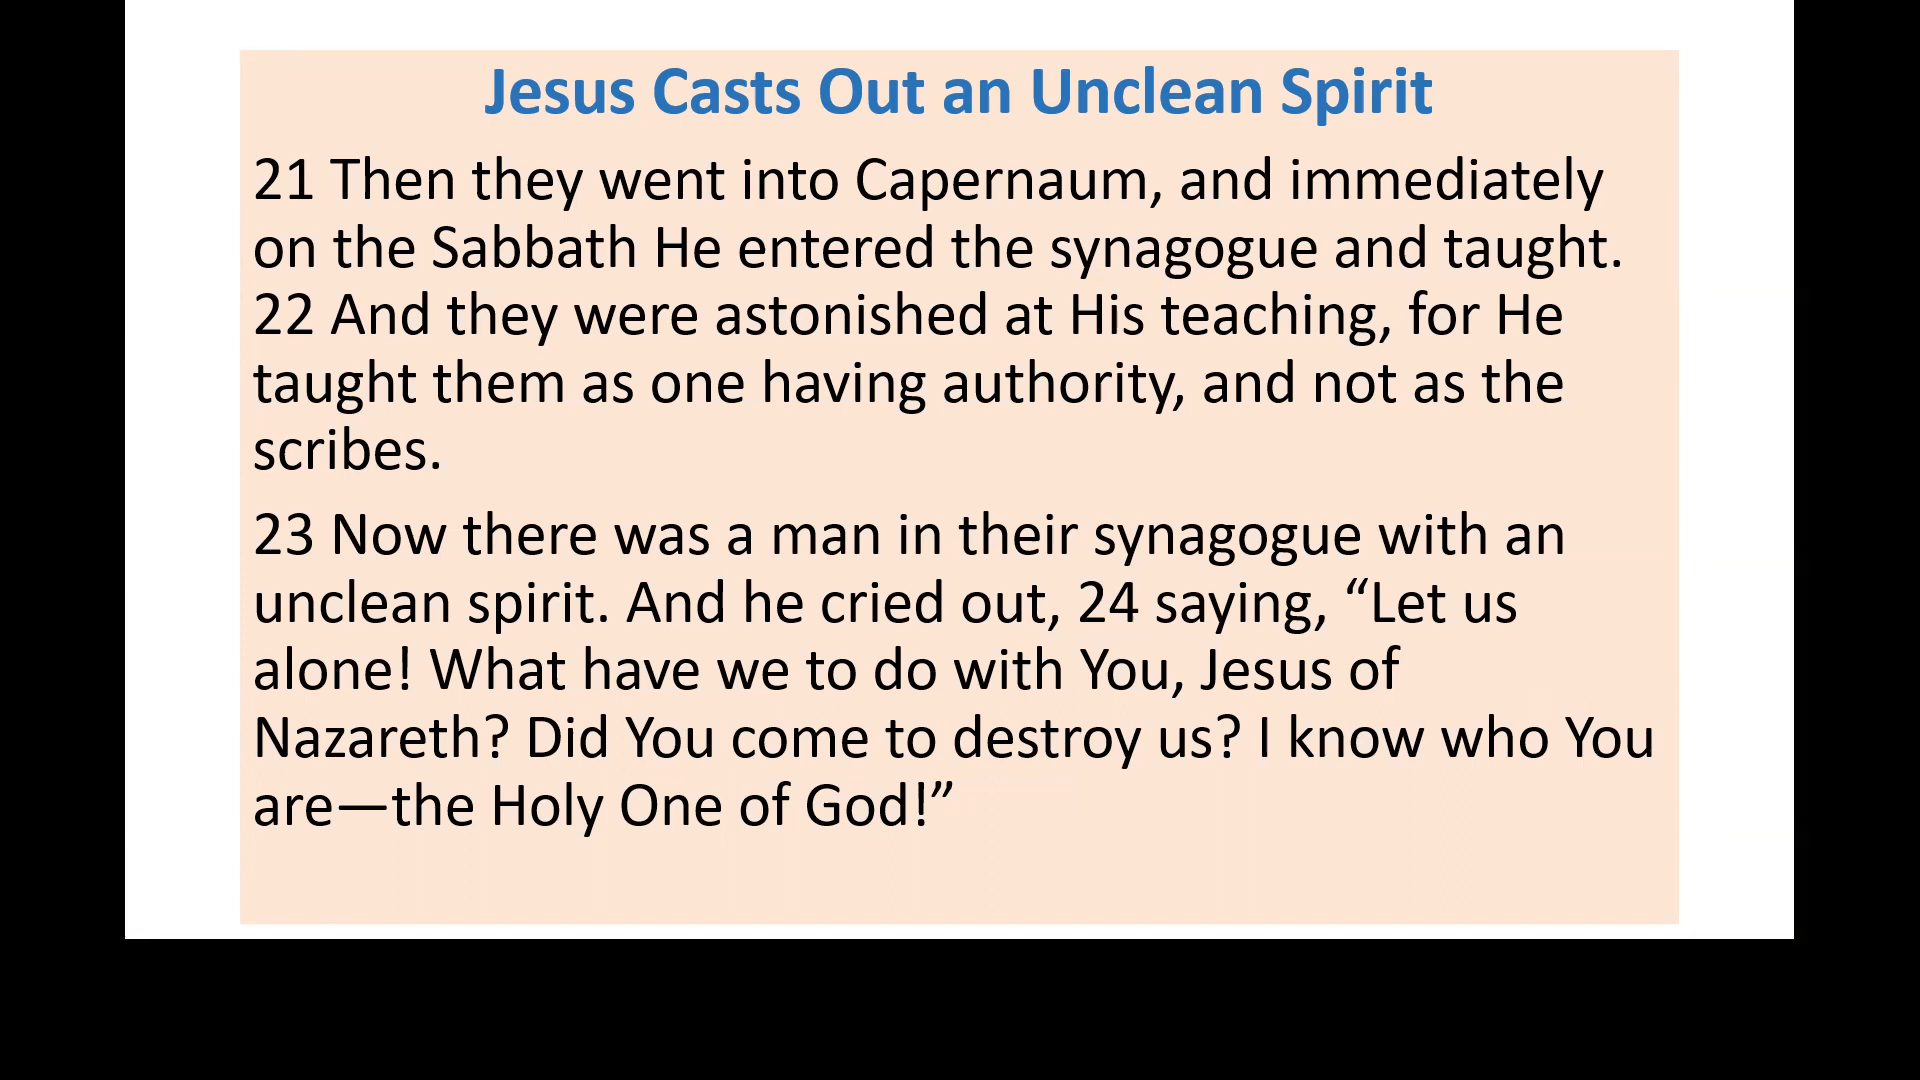 Jesus Casts Out an Unclean Spirit
21 Then they went into Capernaum, and immediately
on the Sabbath He entered the synagogue and taught.
22 And they were astonished at His teaching, for He
taught them as one having authority, and not as the
scribes.
23 Now there was a man in their synagogue with an
unclean spirit. And he cried out, 24 saying, “Let us
alone! What have we to do with You, Jesus of
Nazareth? Did You come to destroy us? I know who You
are—the Holy One of God!”